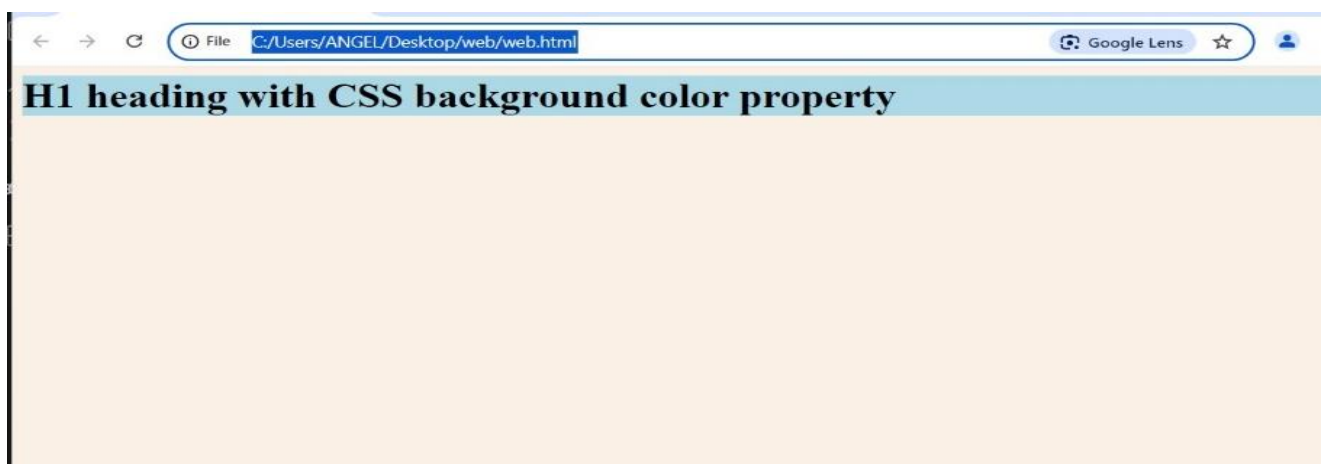 File C:/Users/ANGEL/Desktop/web/web.html Google Lens
H1 heading with CSS background color property